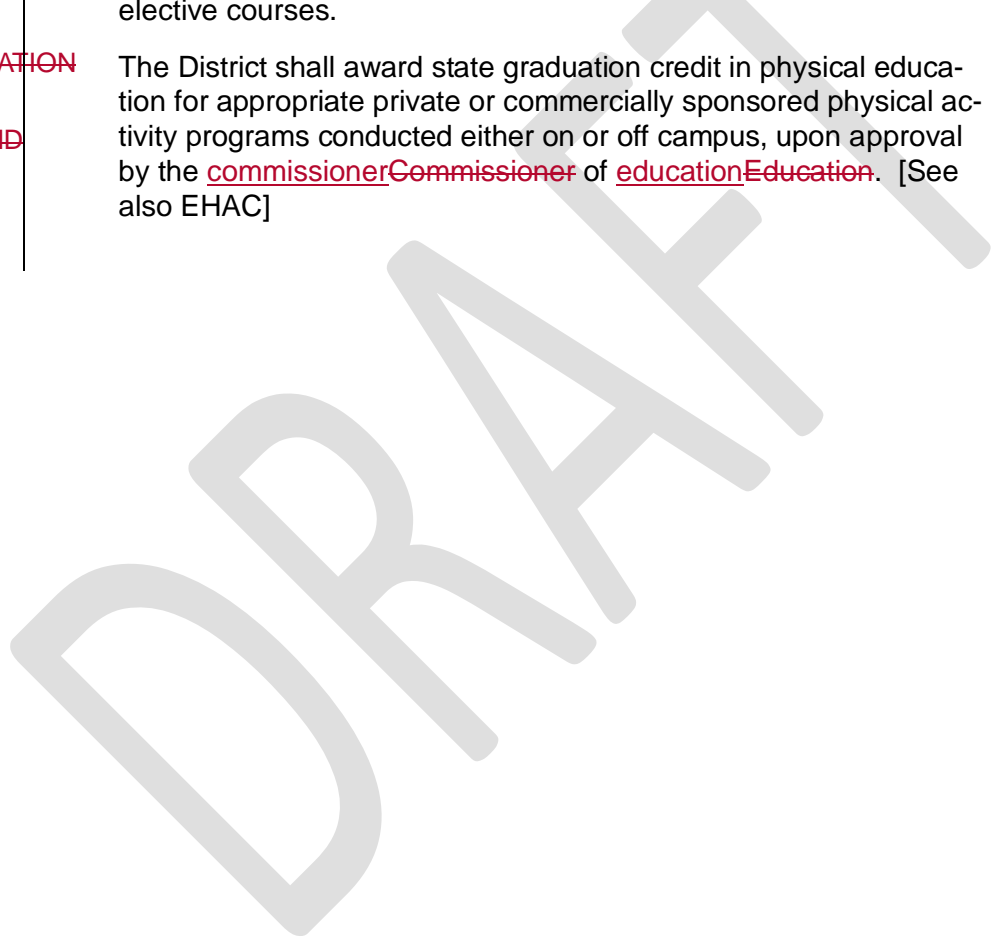 elective courses.
ATION The District shall award state graduation credit in physical educa-
tion for appropriate private or commercially sponsored physical ac-
ND tivity programs conducted either on or off campus, upon approval
by the commissionerCommissioner of educationEducation.  [See
also EHAC]
DRAFT